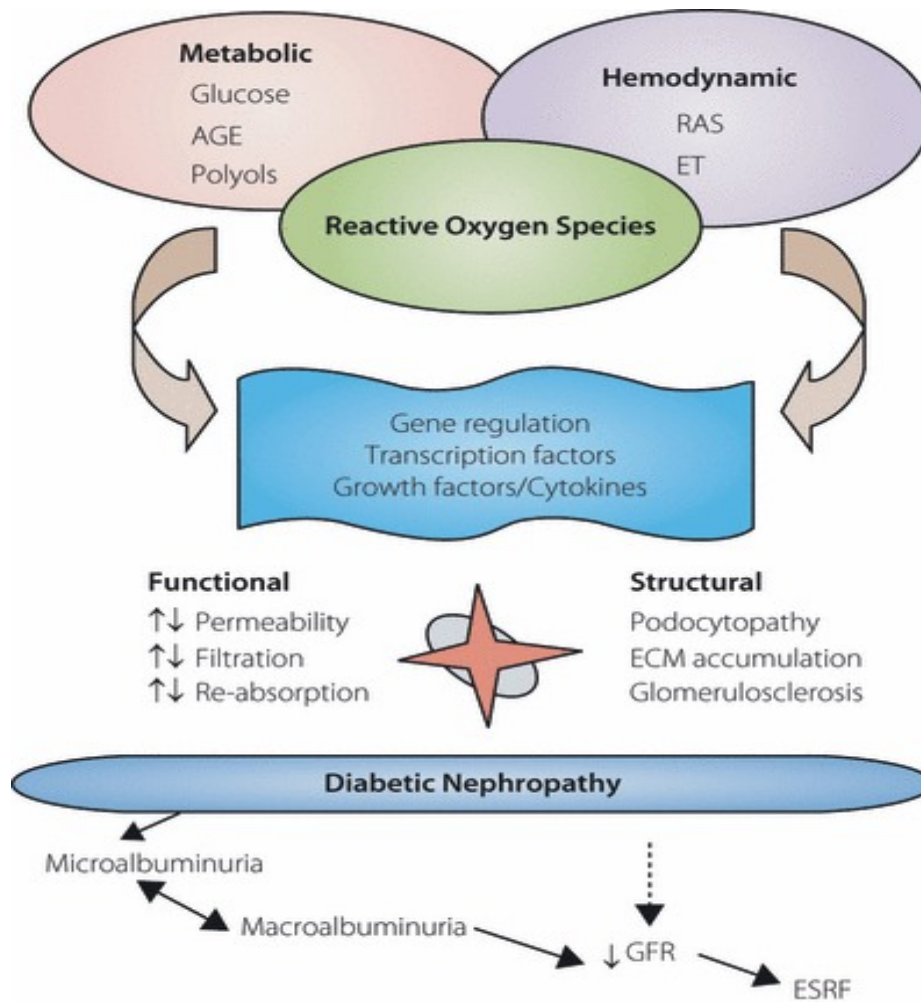 Metabolic
Glucose
AGE
Polyols
Hemodynamic
RAS
ET
Reactive Oxygen Species
Gene regulation
Transcription factors
Growth factors/Cytokines
Functional
↑↓ Permeability
↑↓ Filtration
↑↓ Re-absorption
Structural
Podocytopathy
ECM accumulation
Glomerulosclerosis
Diabetic Nephropathy
Microalbuminuria
Macroalbuminuria
↓ GFR
ESRF